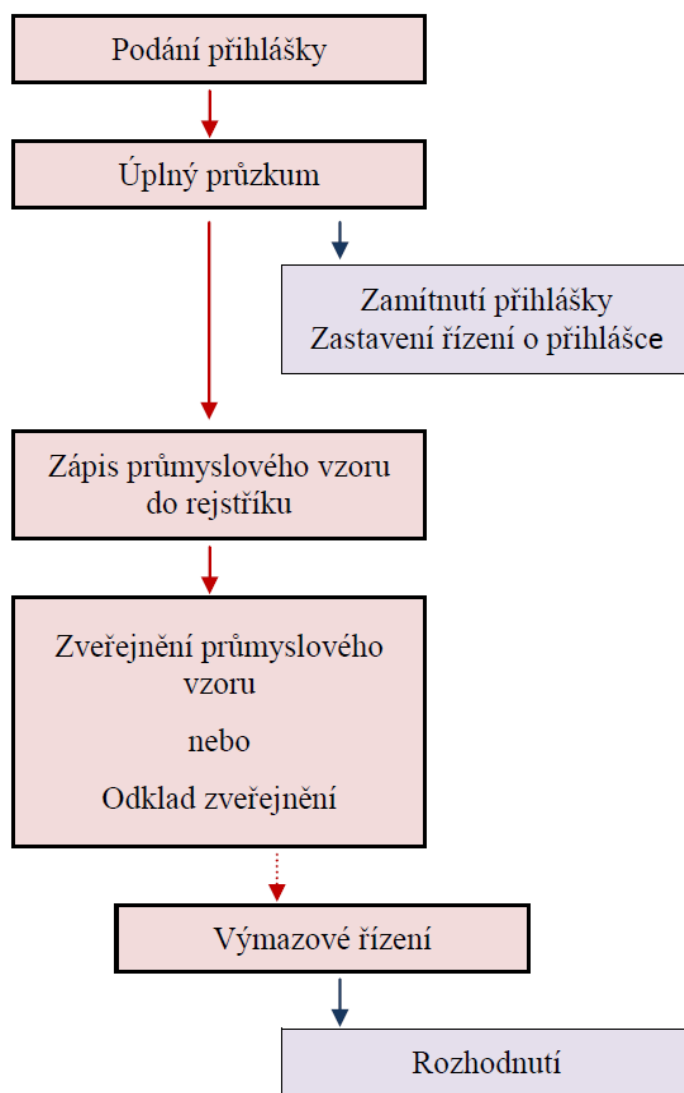 Podání přihlášky
Úplný průzkum
Zamítnutí přihlášky
Zastavení řízení o přihlášce
Zápis průmyslového vzoru
do rejstříku
Zveřejnění průmyslového
vzoru
nebo
Odklad zveřejnění
Výmazové řízení
Rozhodnutí